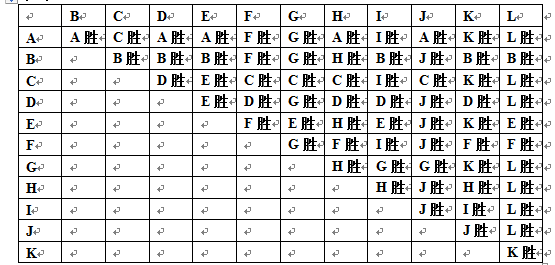 B C D E F G H I J K L
A A 胜 C 胜 A 胜 A 胜 F 胜 G 胜 A 胜 I 胜 A 胜 K 胜 L 胜
B B 胜 B 胜 B 胜 F 胜 G 胜 H 胜 B 胜 J 胜 B 胜 B 胜
C D 胜 E 胜 C 胜 C 胜 C 胜 I 胜 C 胜 K 胜 L 胜
D E 胜 D 胜 G 胜 D 胜 D 胜 J 胜 D 胜 L 胜
E F 胜 E 胜 H 胜 E 胜 J 胜 K 胜 E 胜
F G 胜 F 胜 I 胜 J 胜 F 胜 F 胜
G H 胜 G 胜 G 胜 K 胜 L 胜
H H 胜 J 胜 H 胜 L 胜
I J 胜 I 胜 L 胜
J J 胜 L 胜
K K 胜